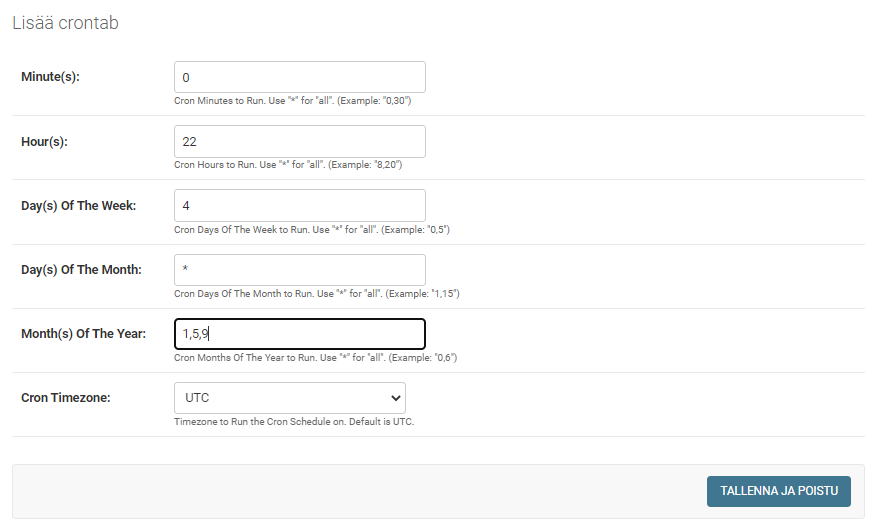 Lisää crontab
Minute(s):
0
Cron Minutes to Run. Use "*" for "all". (Example: "0,30")
Hour(s):
22
Cron Hours to Run. Use "*" for "all". (Example: "8,20")
Day(s) Of The Week:
4
Cron Days Of The Week to Run. Use "*" for "all". (Example: "0,5")
Day(s) Of The Month:
*
Cron Days Of The Month to Run. Use "*" for "all". (Example: "1,15")
Month(s) Of The Year:
1,5,9
Cron Months Of The Year to Run. Use "*" for "all". (Example: "0,6")
Cron Timezone:
UTC
Timezone to Run the Cron Schedule on. Default is UTC.
TALLENNA JA POISTU